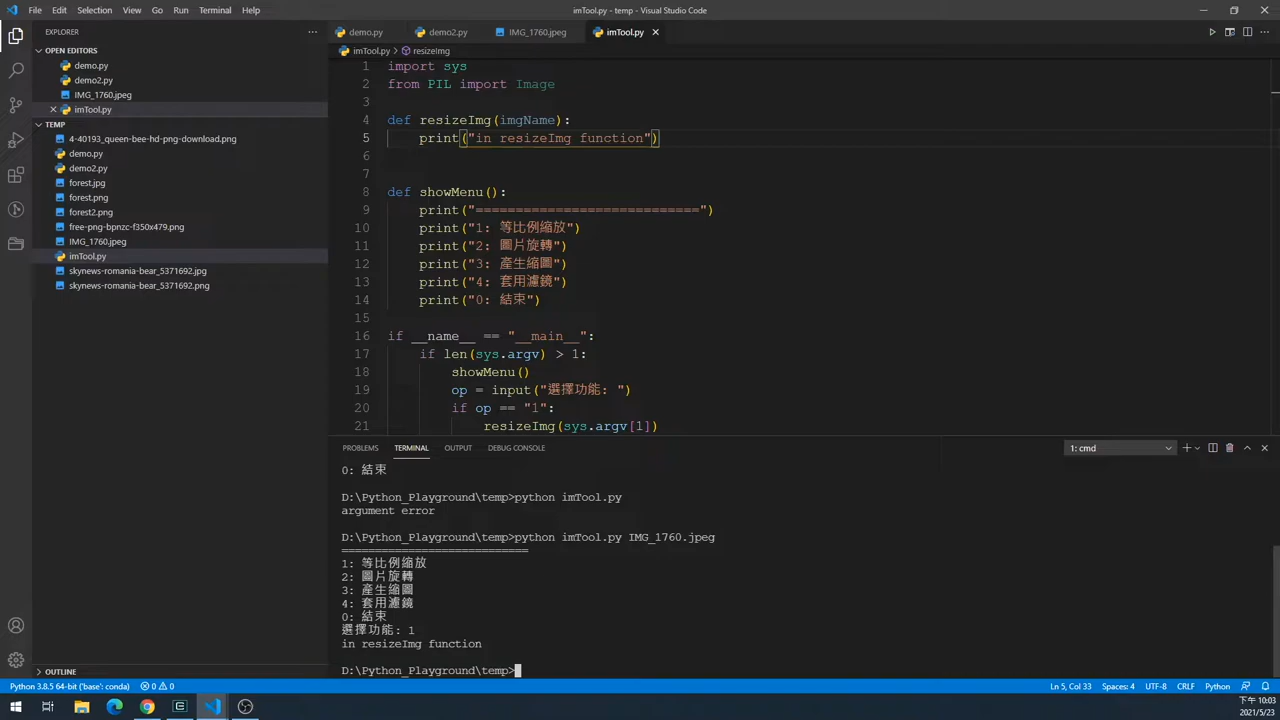 File Edit Selection View Go Run Terminal Help
imTool.py - temp - Visual Studio Code
EXPLORER
OPEN EDITORS
demo.py
demo2.py
IMG_1760.jpeg
imTool.py
TEMP
4-40193_queen-bee-hd-png-download.png
demo.py
demo2.py
forest.jpg
forest.png
forest2.png
free-png-bpnzc-f350x479.png
IMG_1760.jpeg
imTool.py
skynews-romania-bear_5371692.jpg
skynews-romania-bear_5371692.png
OUTLINE
demo.py demo2.py IMG_1760.jpeg imTool.py
imTool.py > resizeImg
1 import sys
2 from PIL import Image
3
4 def resizeImg(imgName):
5 print("in resizeImg function")
6
7
8 def showMenu():
9 print("============================")
10 print("1: 等比例縮放")
11 print("2: 圖片旋轉")
12 print("3: 產生縮圖")
13 print("4: 套用濾鏡")
14 print("0: 結束")
15
16 if __name__ == "__main__":
17 if len(sys.argv) > 1:
18 showMenu()
19 op = input("選擇功能: ")
20 if op == "1":
21 resizeImg(sys.argv[1])
PROBLEMS TERMINAL OUTPUT DEBUG CONSOLE
1: cmd
0: 結束
D:\Python_Playground\temp>python imTool.py
argument error
D:\Python_Playground\temp>python imTool.py IMG_1760.jpeg
============================
1: 等比例縮放
2: 圖片旋轉
3: 產生縮圖
4: 套用濾鏡
0: 結束
選擇功能: 1
in resizeImg function
D:\Python_Playground\temp>
Python 3.8.5 64-bit ('base': conda) 0 0
Ln 5, Col 33 Spaces: 4 UTF-8 CRLF Python
下午 10:03
2021/5/23